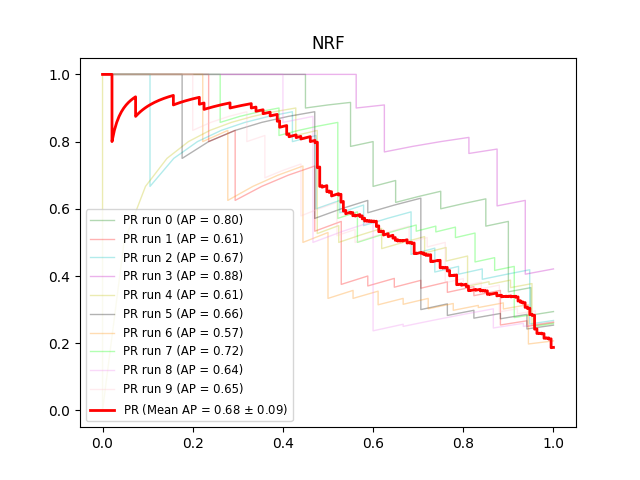 NRF
1.0
0.8
0.6
0.4
0.2
0.0
PR run 0 (AP = 0.80)
PR run 1 (AP = 0.61)
PR run 2 (AP = 0.67)
PR run 3 (AP = 0.88)
PR run 4 (AP = 0.61)
PR run 5 (AP = 0.66)
PR run 6 (AP = 0.57)
PR run 7 (AP = 0.72)
PR run 8 (AP = 0.64)
PR run 9 (AP = 0.65)
PR (Mean AP = 0.68 ± 0.09)
0.0 0.2 0.4 0.6 0.8 1.0